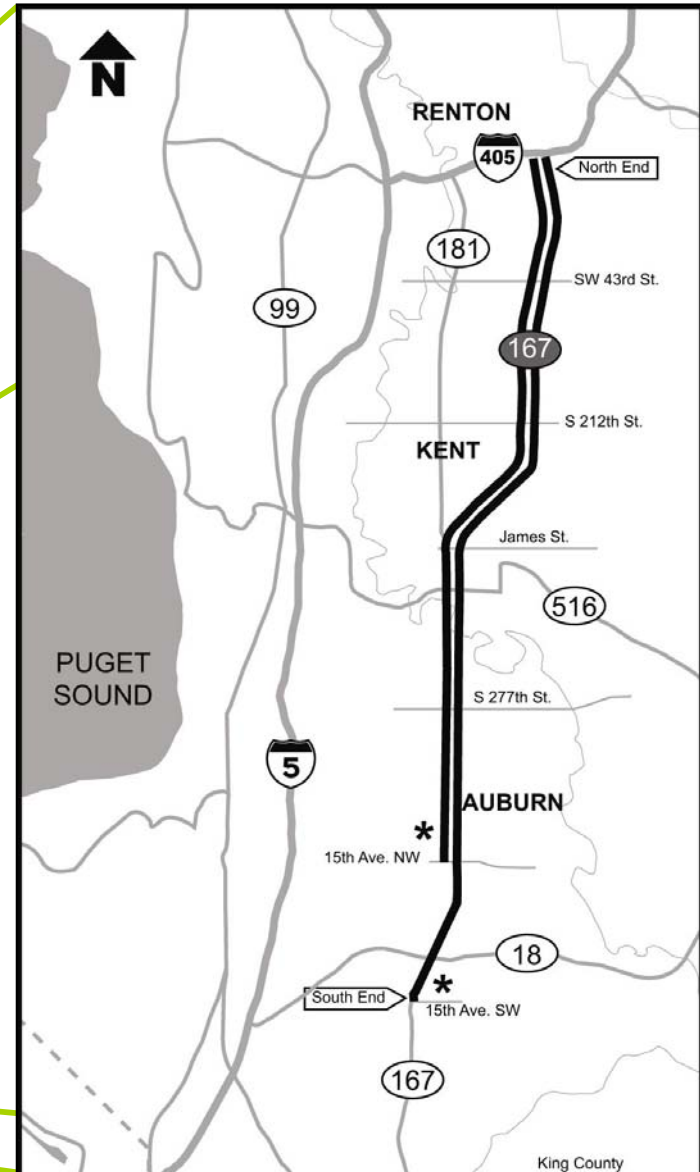 N
RENTON
405
North End
181
SW 43rd St.
99
167
S 212th St.
KENT
James St.
516
PUGET
SOUND
S 277th St.
5
AUBURN
*
15th Ave. NW
18
South End
*
15th Ave. SW
167
King County